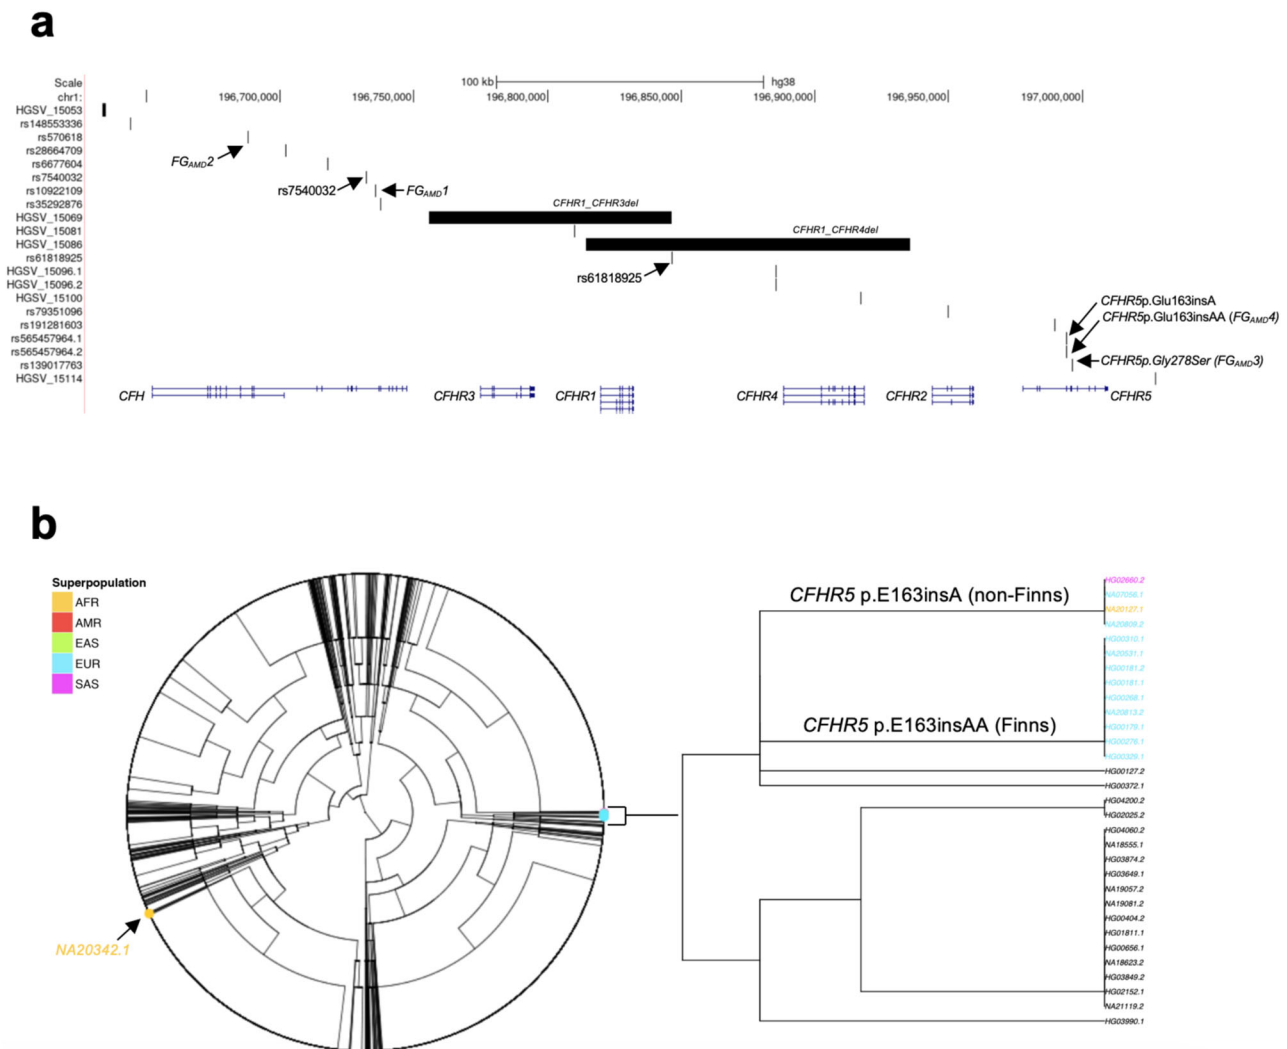 a
Scale 100 kb hg38
chr1: 196,700,000 196,750,000 196,800,000 196,850,000 196,900,000 196,950,000 197,000,000
HGSV_15053
rs148553336
rs570618
rs28664709
FGAMD2
rs6677604
rs7540032
rs10922109
rs7540032 FGAMD1
rs35292876
CFHR1_CFHR3del
HGSV_15069
HGSV_15081
CFHR1_CFHR4del
HGSV_15086
rs61818925
HGSV_15096.1
rs61818925
HGSV_15096.2
HGSV_15100
CFHR5p.Glu163insA
rs79351096
CFHR5p.Glu163insAA (FGAMD4)
rs191281603
rs565457964.1
rs565457964.2
CFHR5p.Gly278Ser (FGAMD3)
rs139017763
HGSV_15114
CFH CFHR3 CFHR1 CFHR4 CFHR2 CFHR5
b
Superpopulation
AFR
AMR
EAS
EUR
SAS
NA20342.1
CFHR5 p.E163insA (non-Finns)
CFHR5 p.E163insAA (Finns)
HG02660.2
NA07056.1
NA20127.1
NA20809.2
HG00310.1
NA20531.1
HG00181.2
HG00181.1
HG00268.1
NA20813.2
HG00179.1
HG00276.1
HG00329.1
HG00127.2
HG00372.1
HG04200.2
HG02025.2
HG04060.2
NA18555.1
HG03874.2
HG03649.1
NA19057.2
NA19081.2
HG00404.2
HG01811.1
HG00656.1
NA18623.2
HG03849.2
HG02152.1
NA21119.2
HG03990.1